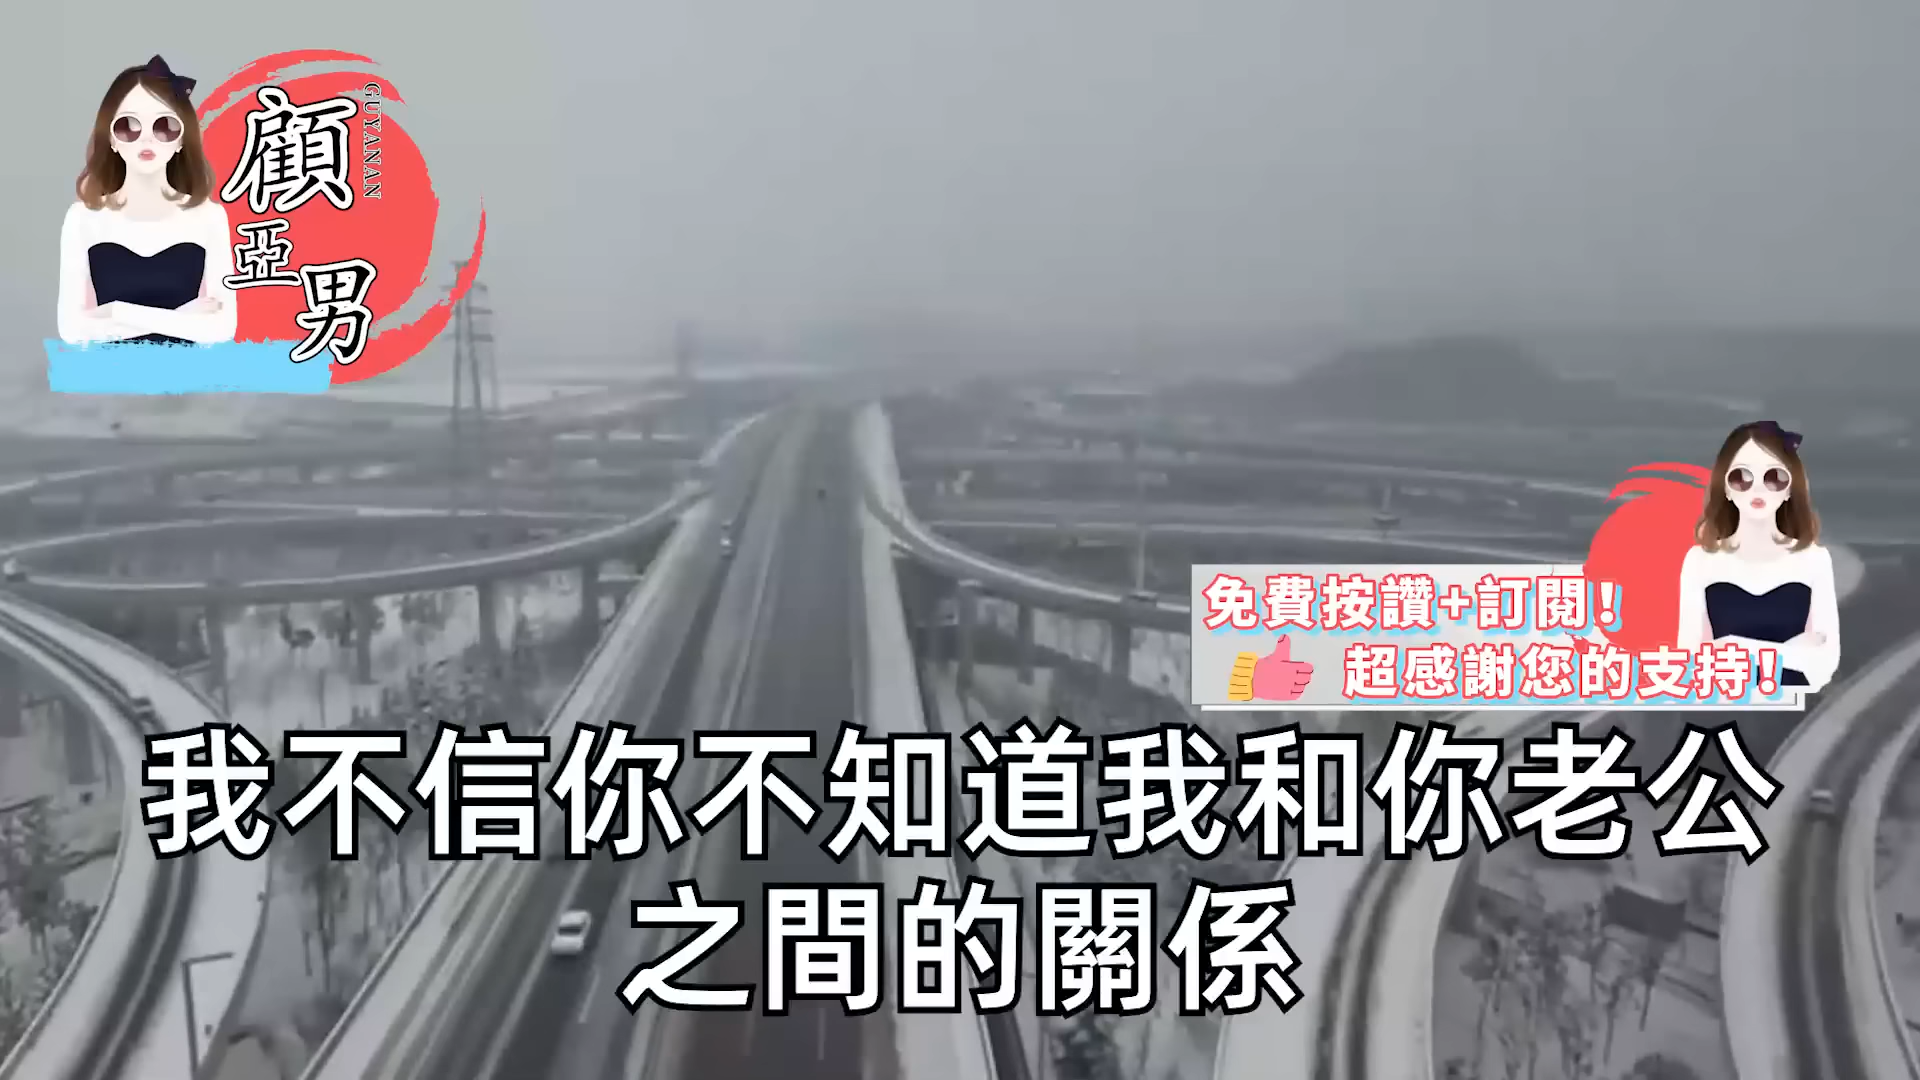 顧亞男
GUYANAN
免費按讚+訂閱!
超感謝您的支持!
我不信你不知道我和你老公
之間的關係